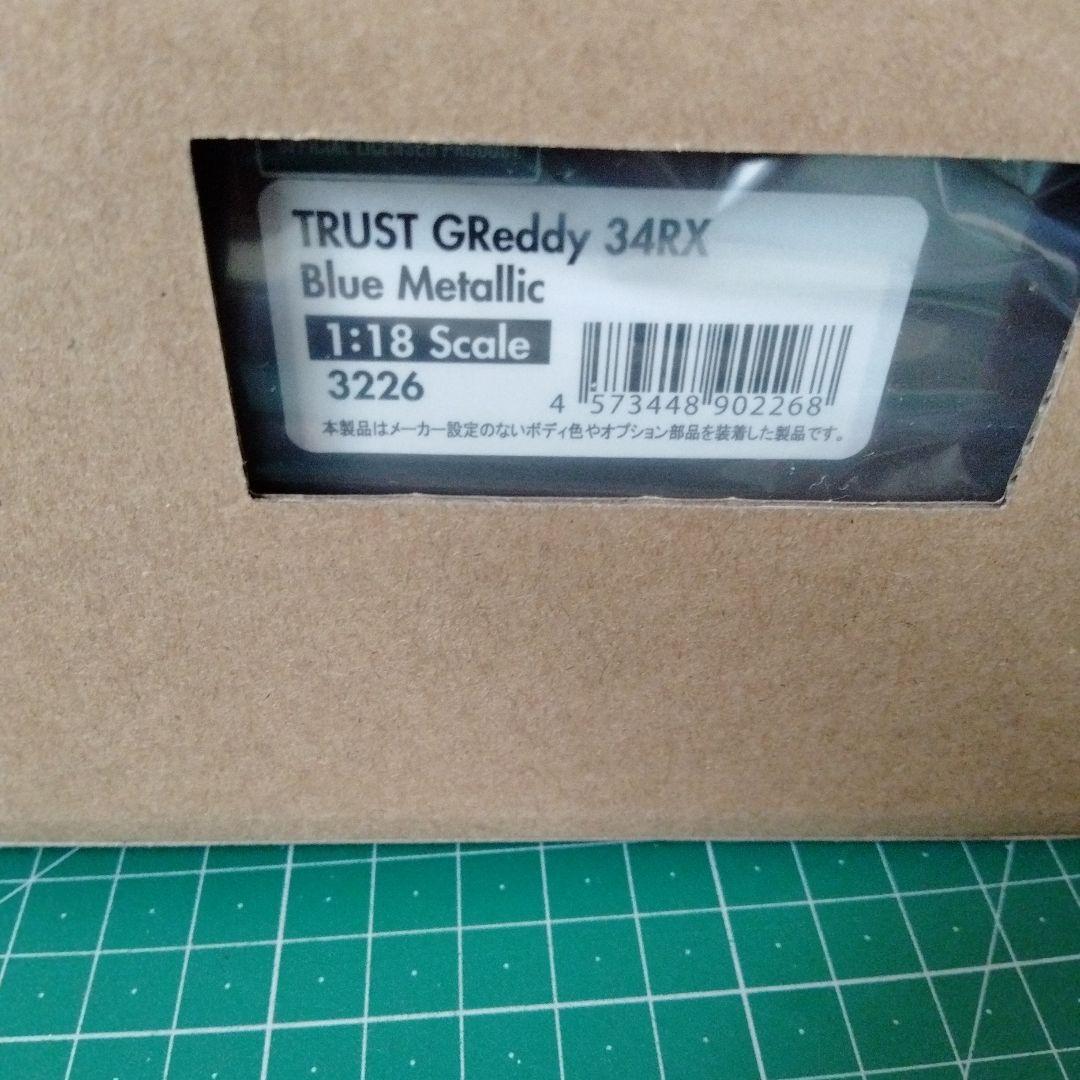 LICENSED PRODUCT
TRUST GReddy 34RX
Blue Metallic
1:18 Scale
3226
4 573448 902268
本製品はメーカー設定のないボディ色やオプション部品を装着した製品です。